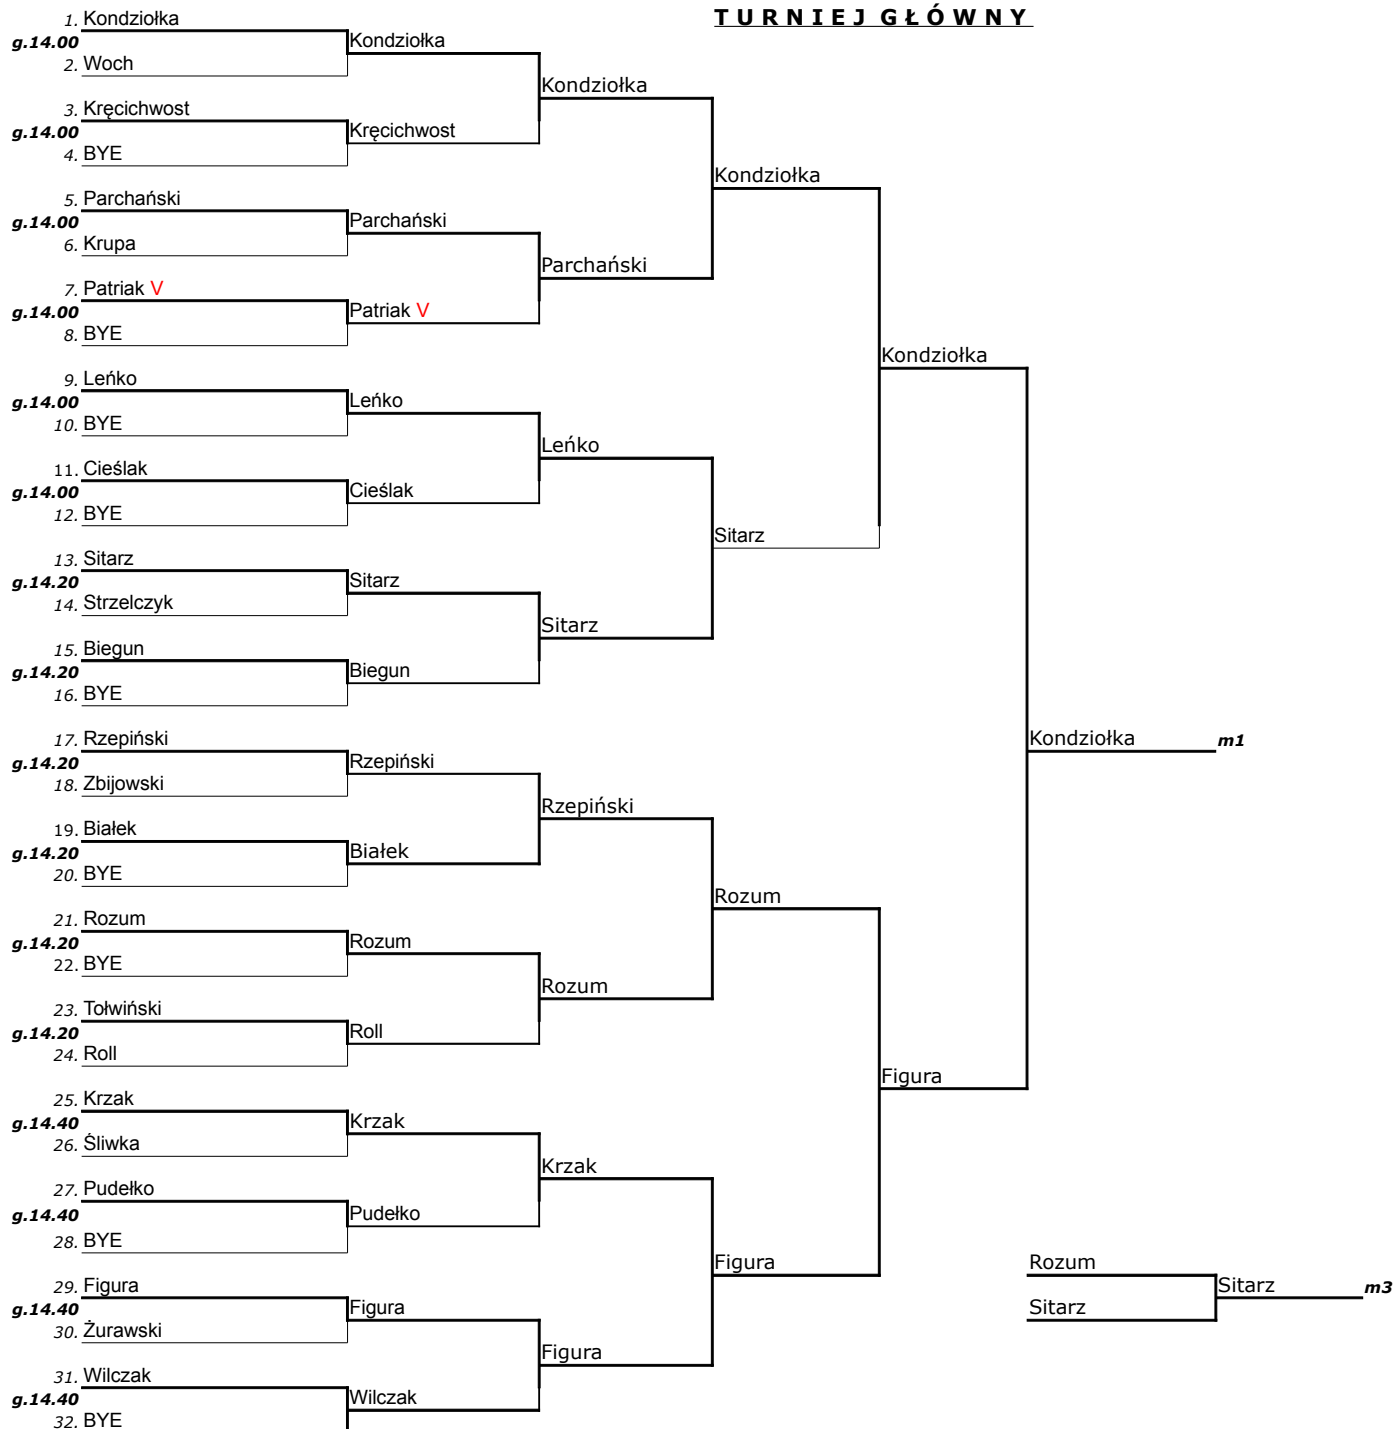 TURNIEJ GŁÓWNY
1. Kondziołka
g.14.00
2. Woch
3. Kręcichwost
g.14.00
4. BYE
5. Parchański
g.14.00
6. Krupa
7. Patriak V
g.14.00
8. BYE
9. Leńko
g.14.00
10. BYE
11. Cieślak
g.14.00
12. BYE
13. Sitarz
g.14.20
14. Strzelczyk
15. Biegun
g.14.20
16. BYE
17. Rzepiński
g.14.20
18. Zbijowski
19. Białek
g.14.20
20. BYE
21. Rozum
g.14.20
22. BYE
23. Tołwiński
g.14.20
24. Roll
25. Krzak
g.14.40
26. Śliwka
27. Pudełko
g.14.40
28. BYE
29. Figura
g.14.40
30. Żurawski
31. Wilczak
g.14.40
32. BYE
Kondziołka
Kręcichwost
Parchański
Patriak V
Leńko
Cieślak
Sitarz
Biegun
Rzepiński
Białek
Rozum
Roll
Krzak
Pudełko
Figura
Wilczak
Kondziołka
Parchański
Leńko
Sitarz
Rzepiński
Rozum
Krzak
Figura
Kondziołka
Sitarz
Rozum
Figura
Kondziołka
Figura
Kondziołka m1
Rozum
Sitarz
Sitarz m3